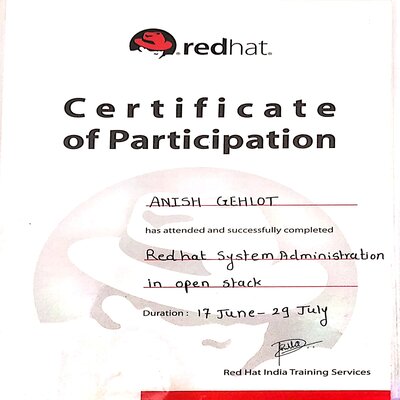 redhat.
Certificate
of Participation
ANISH GEHLOT
has attended and successfully completed
Redhat System Administration
in open stack
Duration: 17 June - 29 July
Red Hat India Training Services